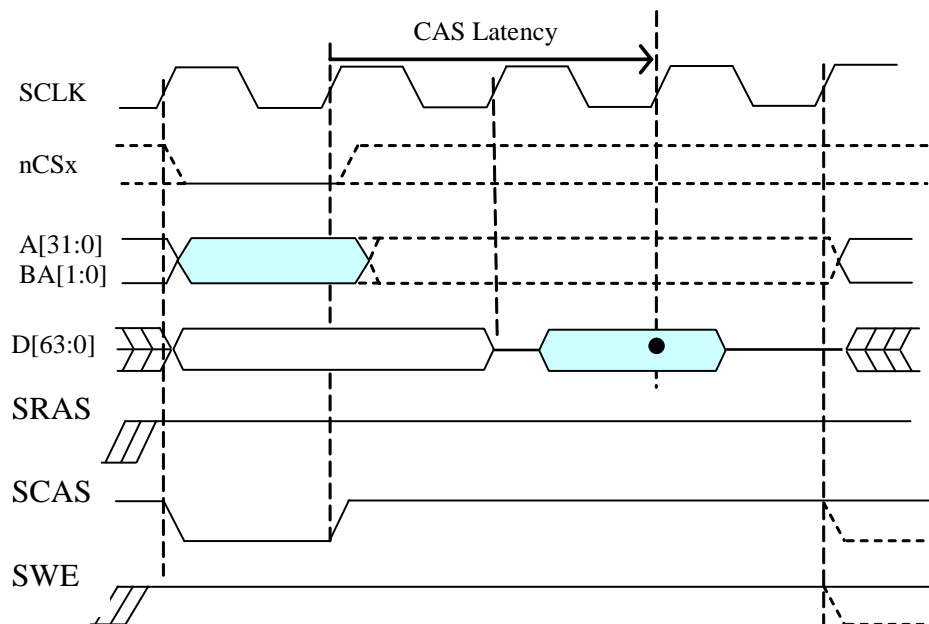 CAS Latency
SCLK
nCSx
A[31:0]
BA[1:0]
D[63:0]
SRAS
SCAS
SWE